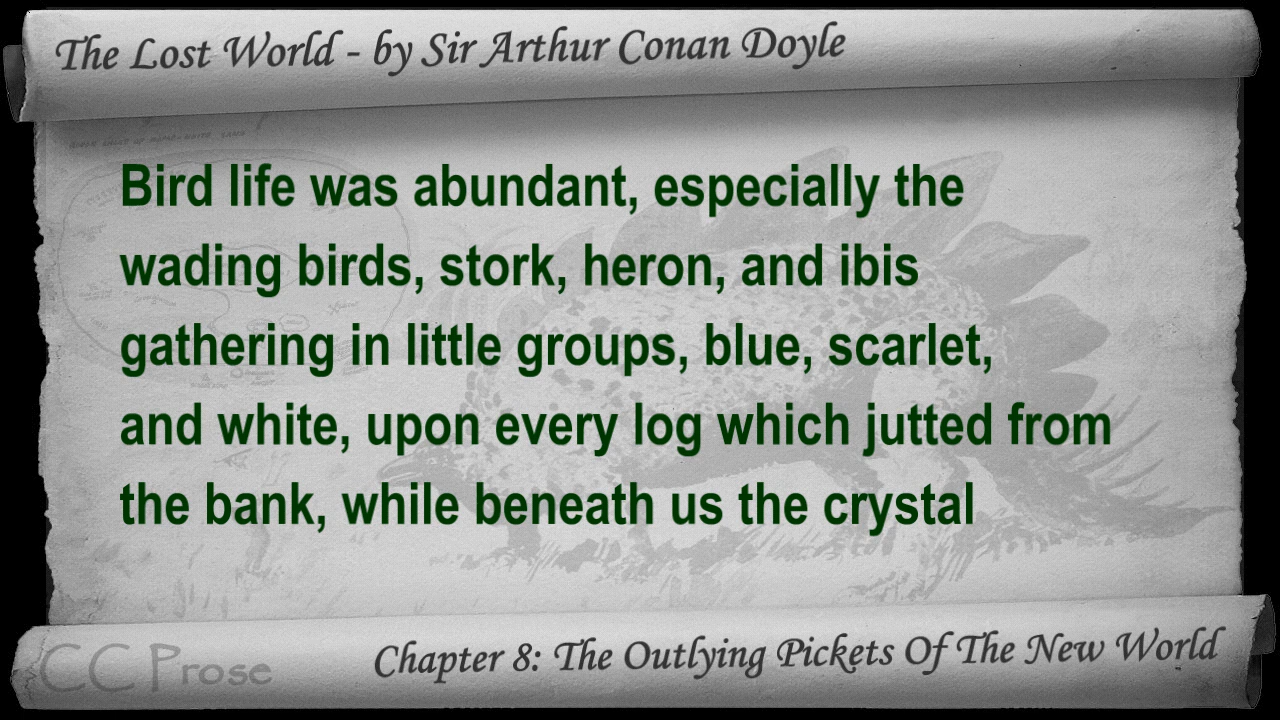 The Lost World - by Sir Arthur Conan Doyle
Bird life was abundant, especially the
wading birds, stork, heron, and ibis
gathering in little groups, blue, scarlet,
and white, upon every log which jutted from
the bank, while beneath us the crystal
CC Prose
Chapter 8: The Outlying Pickets Of The New World